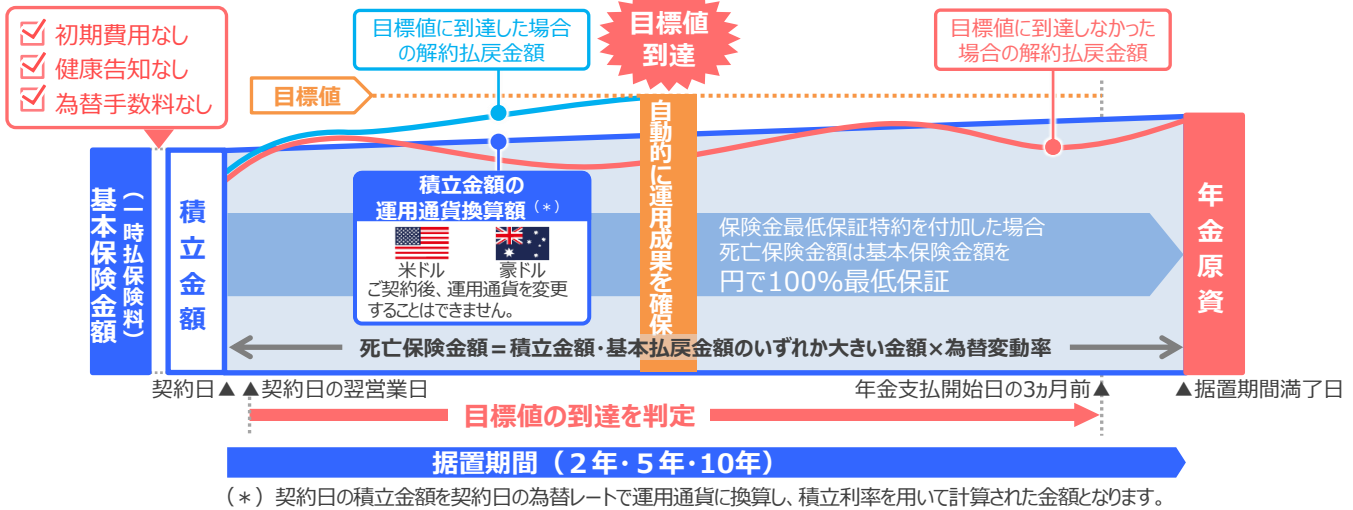 初期費用なし
健康告知なし
為替手数料なし
目標値に到達した場合
の解約払戻金額
目標値
到達
目標値に到達しなかった
場合の解約払戻金額
目標値
基本保険金額
(一時払保険料)
積立金額
積立金額の
運用通貨換算額(*)
米ドル 豪ドル
ご契約後、運用通貨を変更
することはできません。
自動的に運用成果を確保
保険金最低保証特約を付加した場合
死亡保険金額は基本保険金額を
円で100%最低保証
年金原資
死亡保険金額=積立金額・基本払戻金額のいずれか大きい金額×為替変動率
契約日▲ ▲契約日の翌営業日 年金支払開始日の3ヵ月前▲ ▲据置期間満了日
目標値の到達を判定
据置期間(2年・5年・10年)
(*)契約日の積立金額を契約日の為替レートで運用通貨に換算し、積立利率を用いて計算された金額となります。